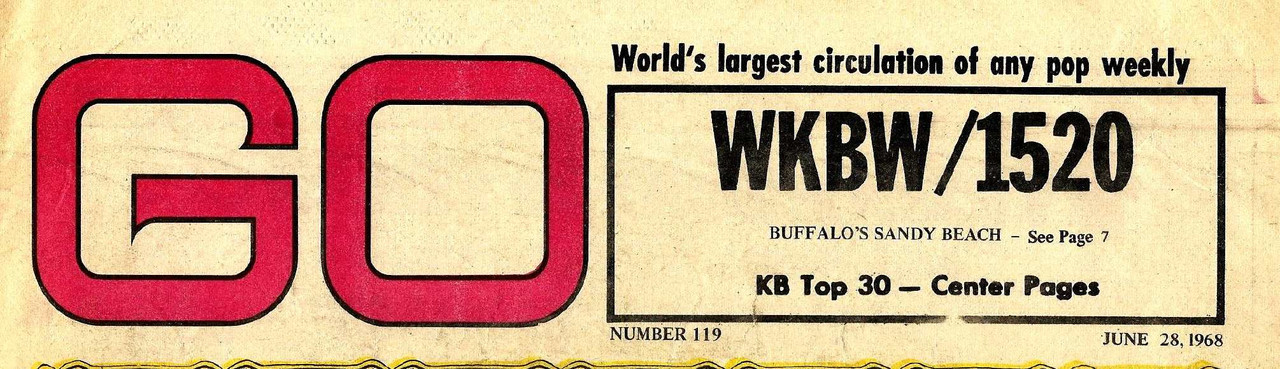 GO
World's largest circulation of any pop weekly
WKBW/1520
BUFFALO'S SANDY BEACH – See Page 7
KB Top 30 — Center Pages
NUMBER 119
JUNE 28, 1968